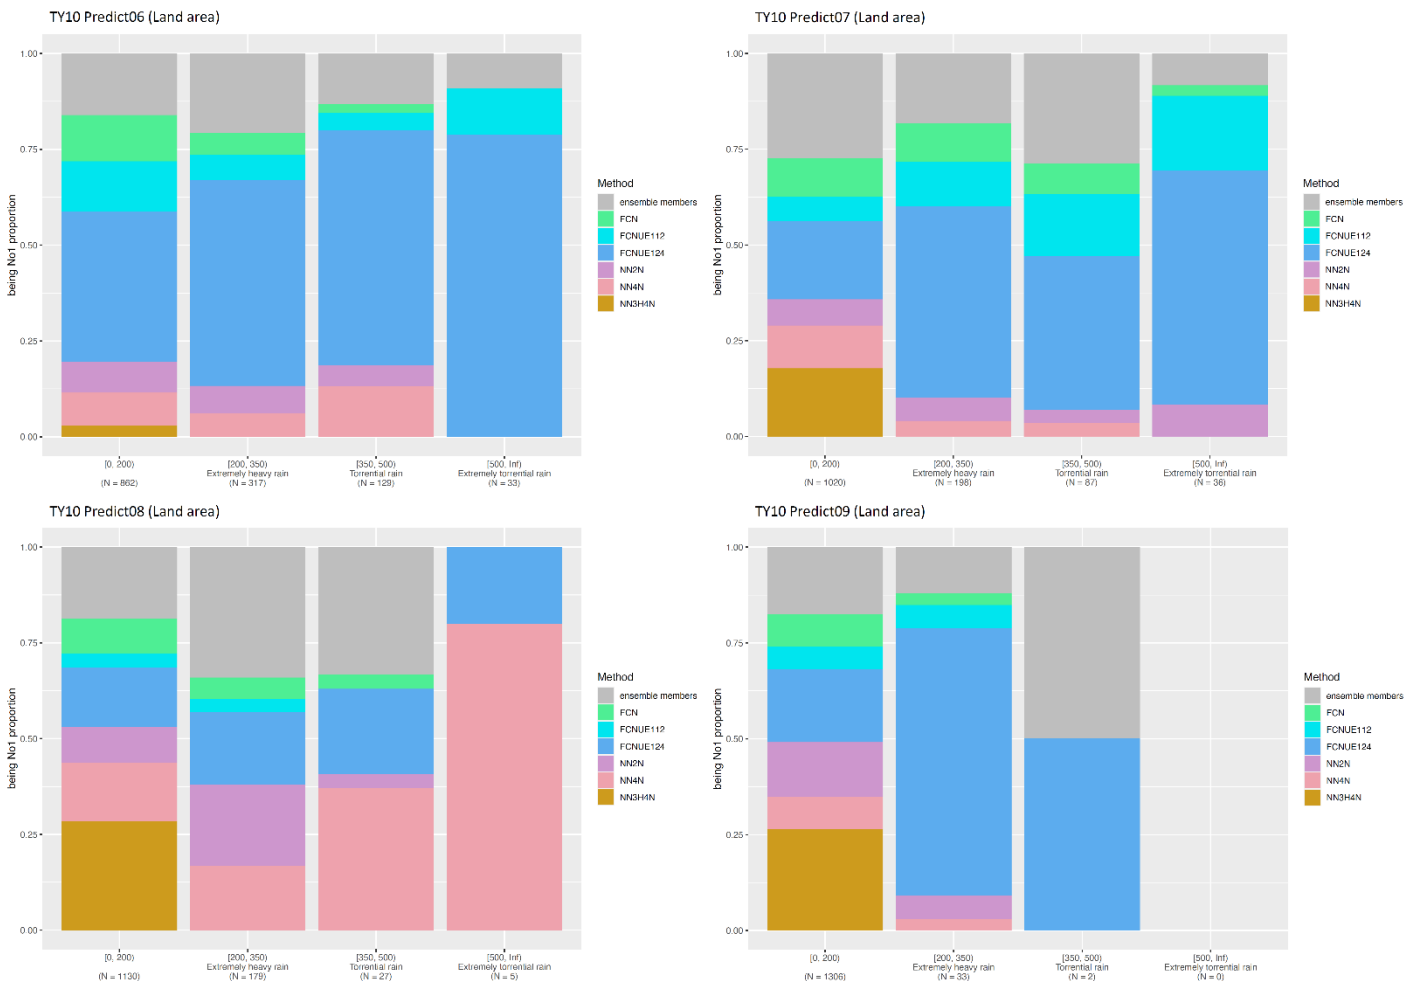 TY10 Predict06 (Land area)
being No1 proportion
1.00
0.75
0.50
0.25
0.00
[0, 200)
(N = 862)
[200, 350)
Extremely heavy rain
(N = 317)
[350, 500)
Torrential rain
(N = 129)
[500, Inf)
Extremely torrential rain
(N = 33)
Method
ensemble members
FCN
FCNUE112
FCNUE124
NN2N
NN4N
NN3H4N
TY10 Predict07 (Land area)
being No1 proportion
1.00
0.75
0.50
0.25
0.00
[0, 200)
(N = 1020)
[200, 350)
Extremely heavy rain
(N = 198)
[350, 500)
Torrential rain
(N = 87)
[500, Inf)
Extremely torrential rain
(N = 36)
Method
ensemble members
FCN
FCNUE112
FCNUE124
NN2N
NN4N
NN3H4N
TY10 Predict08 (Land area)
being No1 proportion
1.00
0.75
0.50
0.25
0.00
[0, 200)
(N = 1130)
[200, 350)
Extremely heavy rain
(N = 179)
[350, 500)
Torrential rain
(N = 27)
[500, Inf)
Extremely torrential rain
(N = 5)
Method
ensemble members
FCN
FCNUE112
FCNUE124
NN2N
NN4N
NN3H4N
TY10 Predict09 (Land area)
being No1 proportion
1.00
0.75
0.50
0.25
0.00
[0, 200)
(N = 1306)
[200, 350)
Extremely heavy rain
(N = 33)
[350, 500)
Torrential rain
(N = 2)
[500, Inf)
Extremely torrential rain
(N = 0)
Method
ensemble members
FCN
FCNUE112
FCNUE124
NN2N
NN4N
NN3H4N